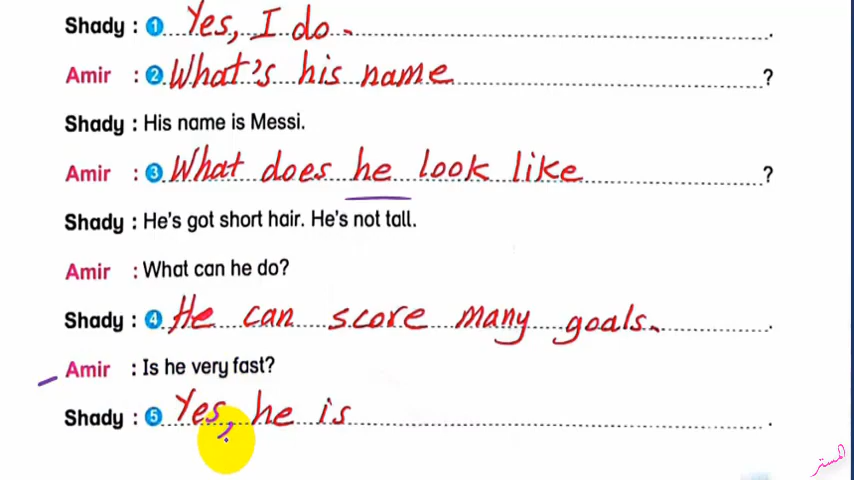 Shady : 1 Yes, I do .
Amir : 2 What's his name ?
Shady : His name is Messi.
Amir : 3 What does he look like ?
Shady : He's got short hair. He's not tall.
Amir : What can he do?
Shady : 4 He can score many goals. .
Amir : Is he very fast?
Shady : 5 Yes, he is .
المستر